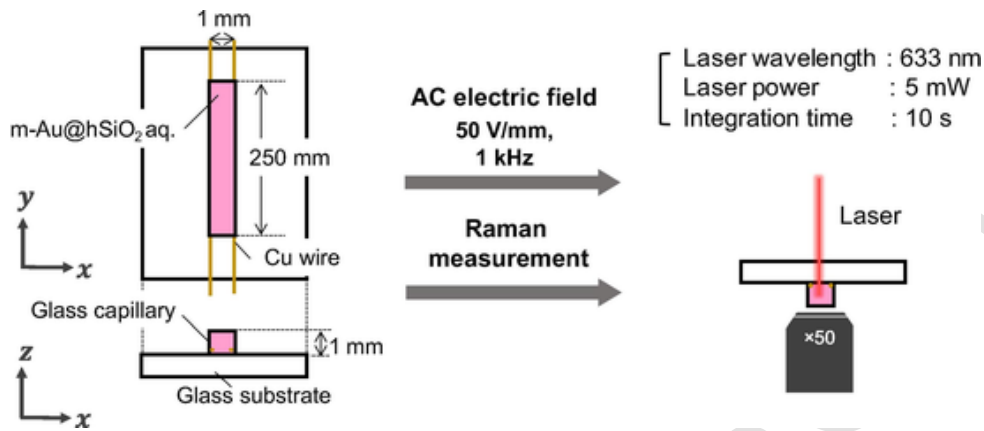 1 mm
m-Au@hSiO₂ aq.
250 mm
Cu wire
y
x
Glass capillary
1 mm
z
x
Glass substrate
AC electric field
50 V/mm,
1 kHz
Raman
measurement
Laser wavelength : 633 nm
Laser power : 5 mW
Integration time : 10 s
Laser
×50